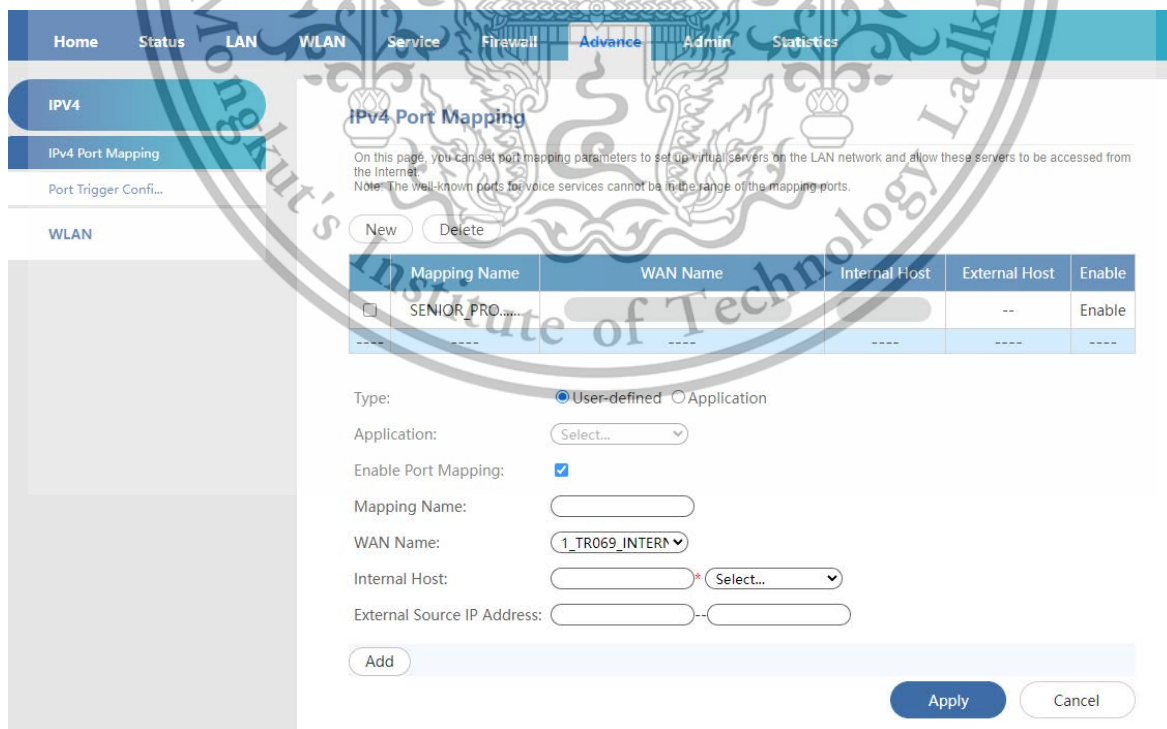 Home Status LAN WLAN Service Firewall Advance Admin Statistics
IPV4
IPv4 Port Mapping
Port Trigger Confi...
WLAN
IPv4 Port Mapping
On this page, you can set port mapping parameters to set up virtual servers on the LAN network and allow these servers to be accessed from
the Internet.
Note: The well-known ports for voice services cannot be in the range of the mapping ports.
New Delete
Mapping Name WAN Name Internal Host External Host Enable
SENIOR_PRO...... -- Enable
---- ---- ---- ---- ---- ----
Type: User-defined Application
Application: Select...
Enable Port Mapping:
Mapping Name:
WAN Name: 1_TR069_INTERN
Internal Host: * Select...
External Source IP Address: --
Add
Apply Cancel
Mongkut's Institute of Technology Ladk